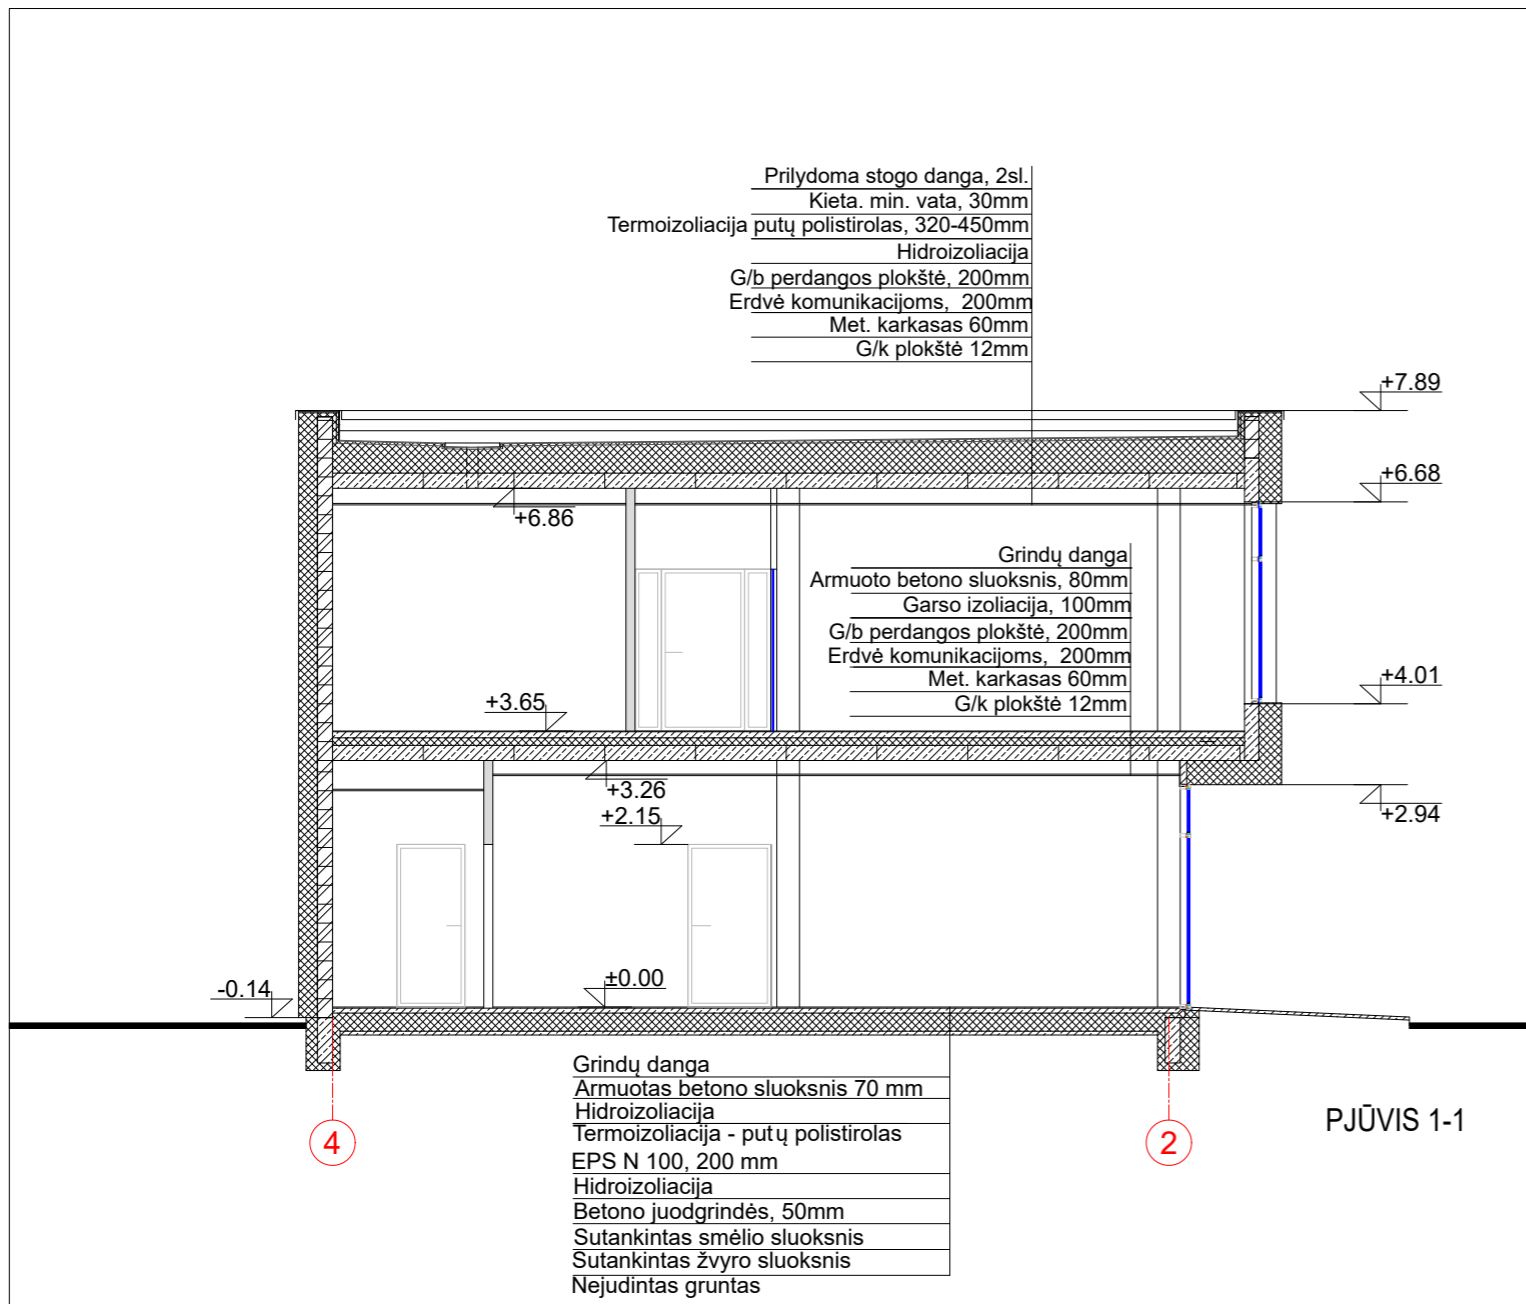 Prilydoma stogo danga, 2sl.
Kieta. min. vata, 30mm
Termoizoliacija putų polistirolas, 320-450mm
Hidroizoliacija
G/b perdangos plokštė, 200mm
Erdvė komunikacijoms, 200mm
Met. karkasas 60mm
G/k plokštė 12mm
+7.89
+6.68
+6.86
Grindų danga
Armuoto betono sluoksnis, 80mm
Garso izoliacija, 100mm
G/b perdangos plokštė, 200mm
Erdvė komunikacijoms, 200mm
Met. karkasas 60mm
G/k plokštė 12mm
+4.01
+3.65
+3.26
+2.15
+2.94
-0.14
±0.00
Grindų danga
Armuotas betono sluoksnis 70 mm
Hidroizoliacija
Termoizoliacija - putų polistirolas
EPS N 100, 200 mm
Hidroizoliacija
Betono juodgrindės, 50mm
Sutankintas smėlio sluoksnis
Sutankintas žvyro sluoksnis
Nejudintas gruntas
4
2
PJŪVIS 1-1